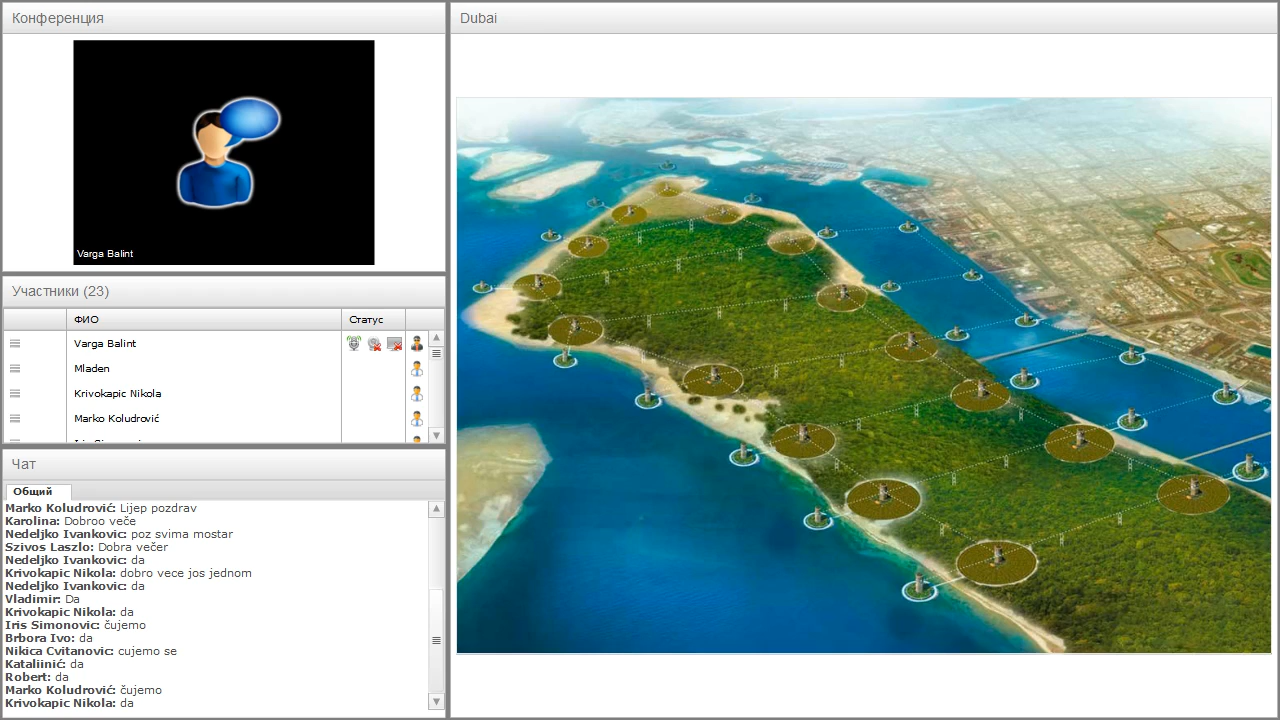 Конференция
Varga Balint
Участники (23)
ФИО
Статус
Varga Balint
Mladen
Krivokapic Nikola
Marko Koludrović
Чат
Общий
Marko Koludrović: Lijep pozdrav
Karolina: Dobroo veče
Nedeljko Ivankovic: poz svima mostar
Szivos Laszlo: Dobra večer
Nedeljko Ivankovic: da
Krivokapic Nikola: dobro vece jos jednom
Nedeljko Ivankovic: da
Vladimir: Da
Krivokapic Nikola: da
Iris Simonovic: čujemo
Brbora Ivo: da
Nikica Cvitanovic: cujemo se
Kataliinić: da
Robert: da
Marko Koludrović: čujemo
Krivokapic Nikola: da
Dubai